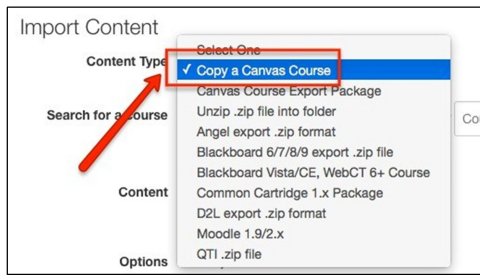 Import Content
Content Type
Select One
✓ Copy a Canvas Course
Canvas Course Export Package
Search for a course
Unzip .zip file into folder
Angel export .zip format
Blackboard 6/7/8/9 export .zip file
Blackboard Vista/CE, WebCT 6+ Course
Content
Common Cartridge 1.x Package
D2L export .zip format
Moodle 1.9/2.x
Options
QTI .zip file